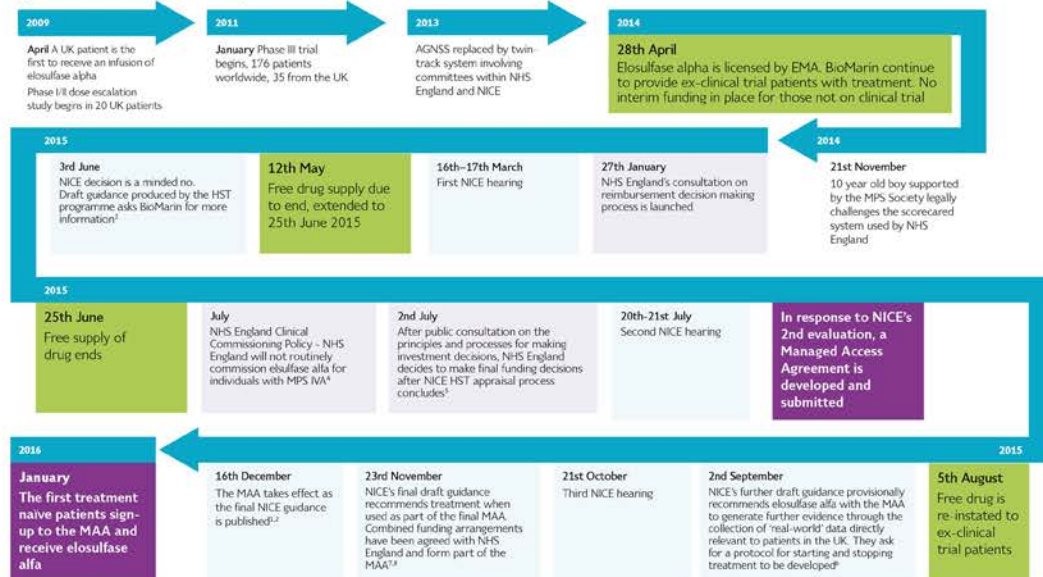 2009
April A UK patient is the
first to receive an infusion of
elosulfase alpha
Phase I/II dose escalation
study begins in 20 UK patients
2011
January Phase III trial
begins, 176 patients
worldwide, 35 from the UK
2013
AGNSS replaced by twin-
track system involving
committees within NHS
England and NICE
2014
28th April
Elosulfase alpha is licensed by EMA. BioMarin continue
to provide ex-clinical trial patients with treatment. No
interim funding in place for those not on clinical trial
2015
3rd June
NICE decision is a minded no.
Draft guidance produced by the HST
programme asks BioMarin for more
information³
12th May
Free drug supply due
to end, extended to
25th June 2015
16th–17th March
First NICE hearing
27th January
NHS England's consultation on
reimbursement decision making
process is launched
2014
21st November
10 year old boy supported
by the MPS Society legally
challenges the scorecared
system used by NHS
England
2015
25th June
Free supply of
drug ends
July
NHS England Clinical
Commissioning Policy - NHS
England will not routinely
commission elsulfase alfa for
individuals with MPS IVA⁴
2nd July
After public consultation on the
principles and processes for making
investment decisions, NHS England
decides to make final funding decisions
after NICE HST appraisal process
concludes⁵
20th-21st July
Second NICE hearing
In response to NICE's
2nd evaluation, a
Managed Access
Agreement is
developed and
submitted
2016
January
The first treatment
naïve patients sign-
up to the MAA and
receive elosulfase
alfa
16th December
The MAA takes effect as
the final NICE guidance
is published¹,²
23rd November
NICE's final draft guidance
recommends treatment when
used as part of the final MAA.
Combined funding arrangements
have been agreed with NHS
England and form part of the
MAA⁷,⁸
21st October
Third NICE hearing
2nd September
NICE's further draft guidance provisionally
recommends elosulfase alfa with the MAA
to generate further evidence through the
collection of 'real-world' data directly
relevant to patients in the UK. They ask
for a protocol for starting and stopping
treatment to be developed⁶
2015
5th August
Free drug is
re-instated to
ex-clinical
trial patients